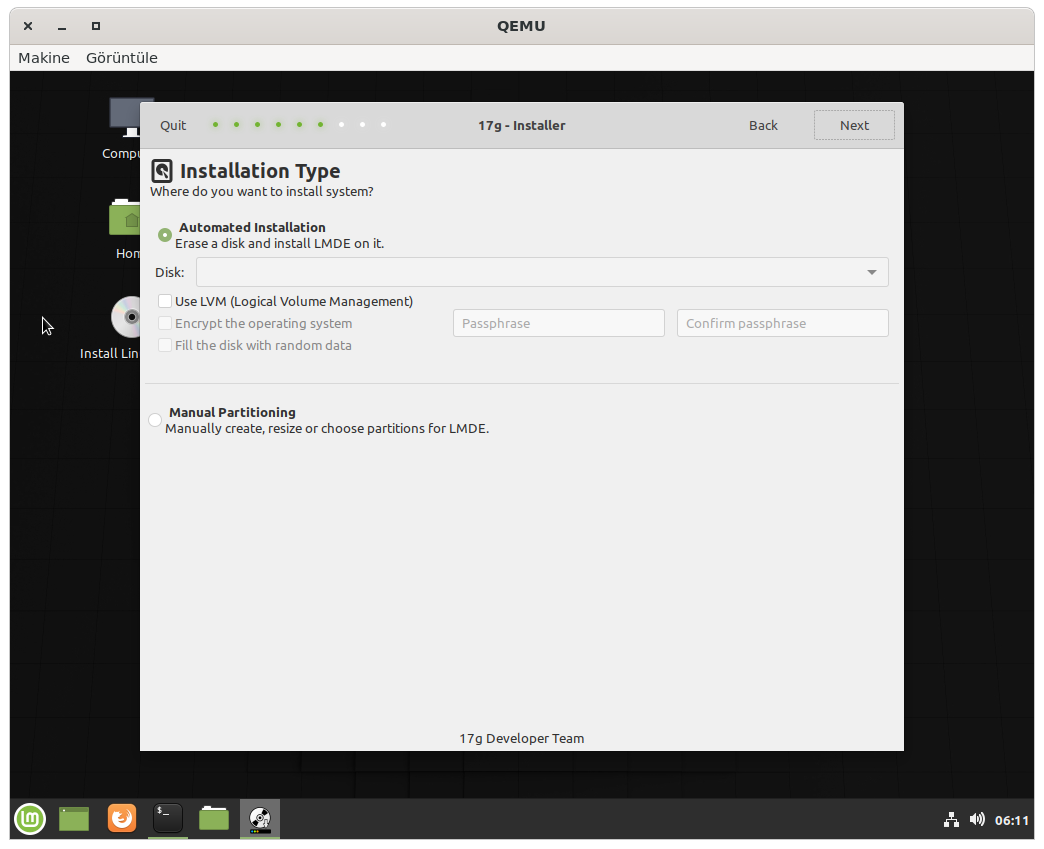 QEMU
Makine Görüntüle
Quit 17g - Installer Back Next
Installation Type
Where do you want to install system?
Automated Installation
Erase a disk and install LMDE on it.
Disk:
Use LVM (Logical Volume Management)
Encrypt the operating system Passphrase Confirm passphrase
Fill the disk with random data
Manual Partitioning
Manually create, resize or choose partitions for LMDE.
17g Developer Team
Compu
Hom
Install Lin
$_
06:11